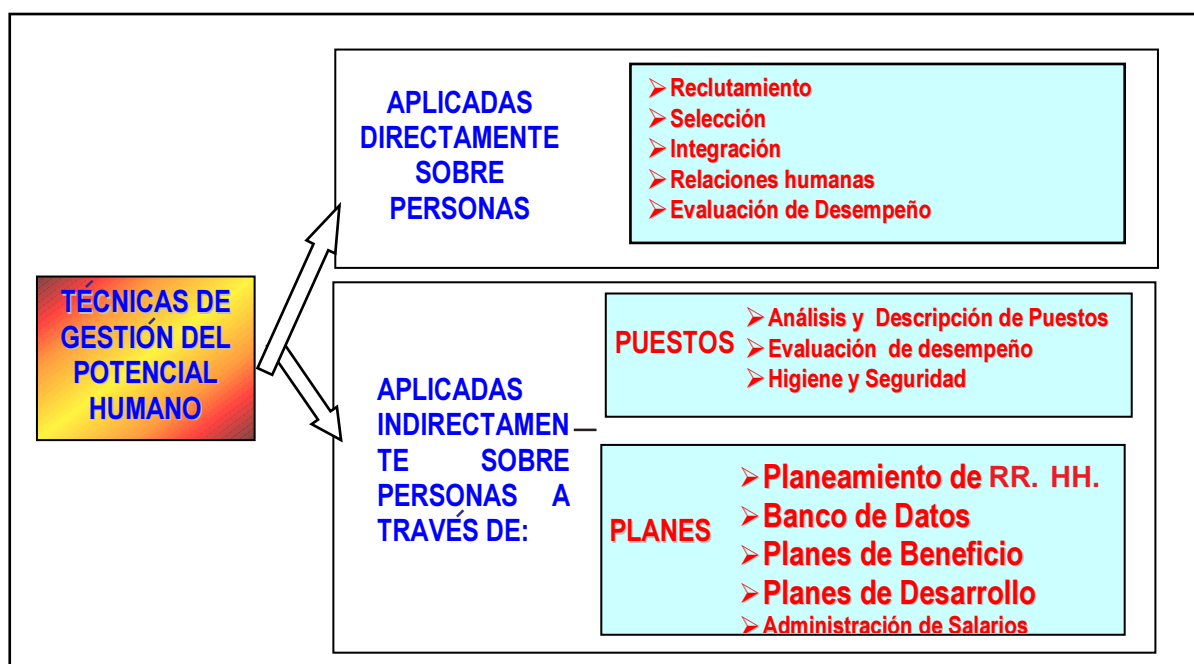 APLICADAS
DIRECTAMENTE
SOBRE
PERSONAS
➢Reclutamiento
➢Selección
➢Integración
➢Relaciones humanas
➢Evaluación de Desempeño
TÉCNICAS DE
GESTIÓN DEL
POTENCIAL
HUMANO
APLICADAS
INDIRECTAMEN
TE SOBRE
PERSONAS A
TRAVÉS DE:
PUESTOS
➢Análisis y Descripción de Puestos
➢Evaluación de desempeño
➢Higiene y Seguridad
PLANES
➢Planeamiento de RR. HH.
➢Banco de Datos
➢Planes de Beneficio
➢Planes de Desarrollo
➢Administración de Salarios